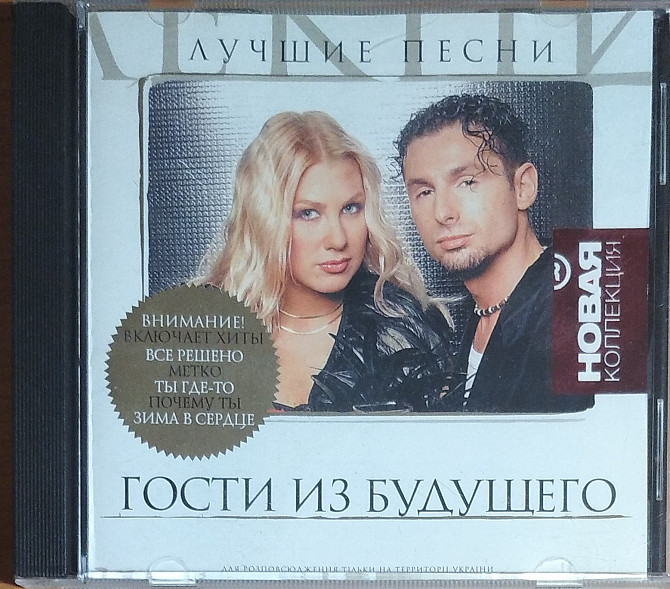 ЛУЧШИЕ ПЕСНИ
НОВАЯ
КОЛЛЕКЦИЯ
ВНИМАНИЕ!
ВКЛЮЧАЕТ ХИТЫ
ВСЕ РЕШЕНО
МЕТКО
ТЫ ГДЕ-ТО
ПОЧЕМУ ТЫ
ЗИМА В СЕРДЦЕ
ГОСТИ ИЗ БУДУЩЕГО
ДЛЯ РОЗПОВСЮДЖЕННЯ ТІЛЬКИ НА ТЕРРИТОРІЇ УКРАЇНИ